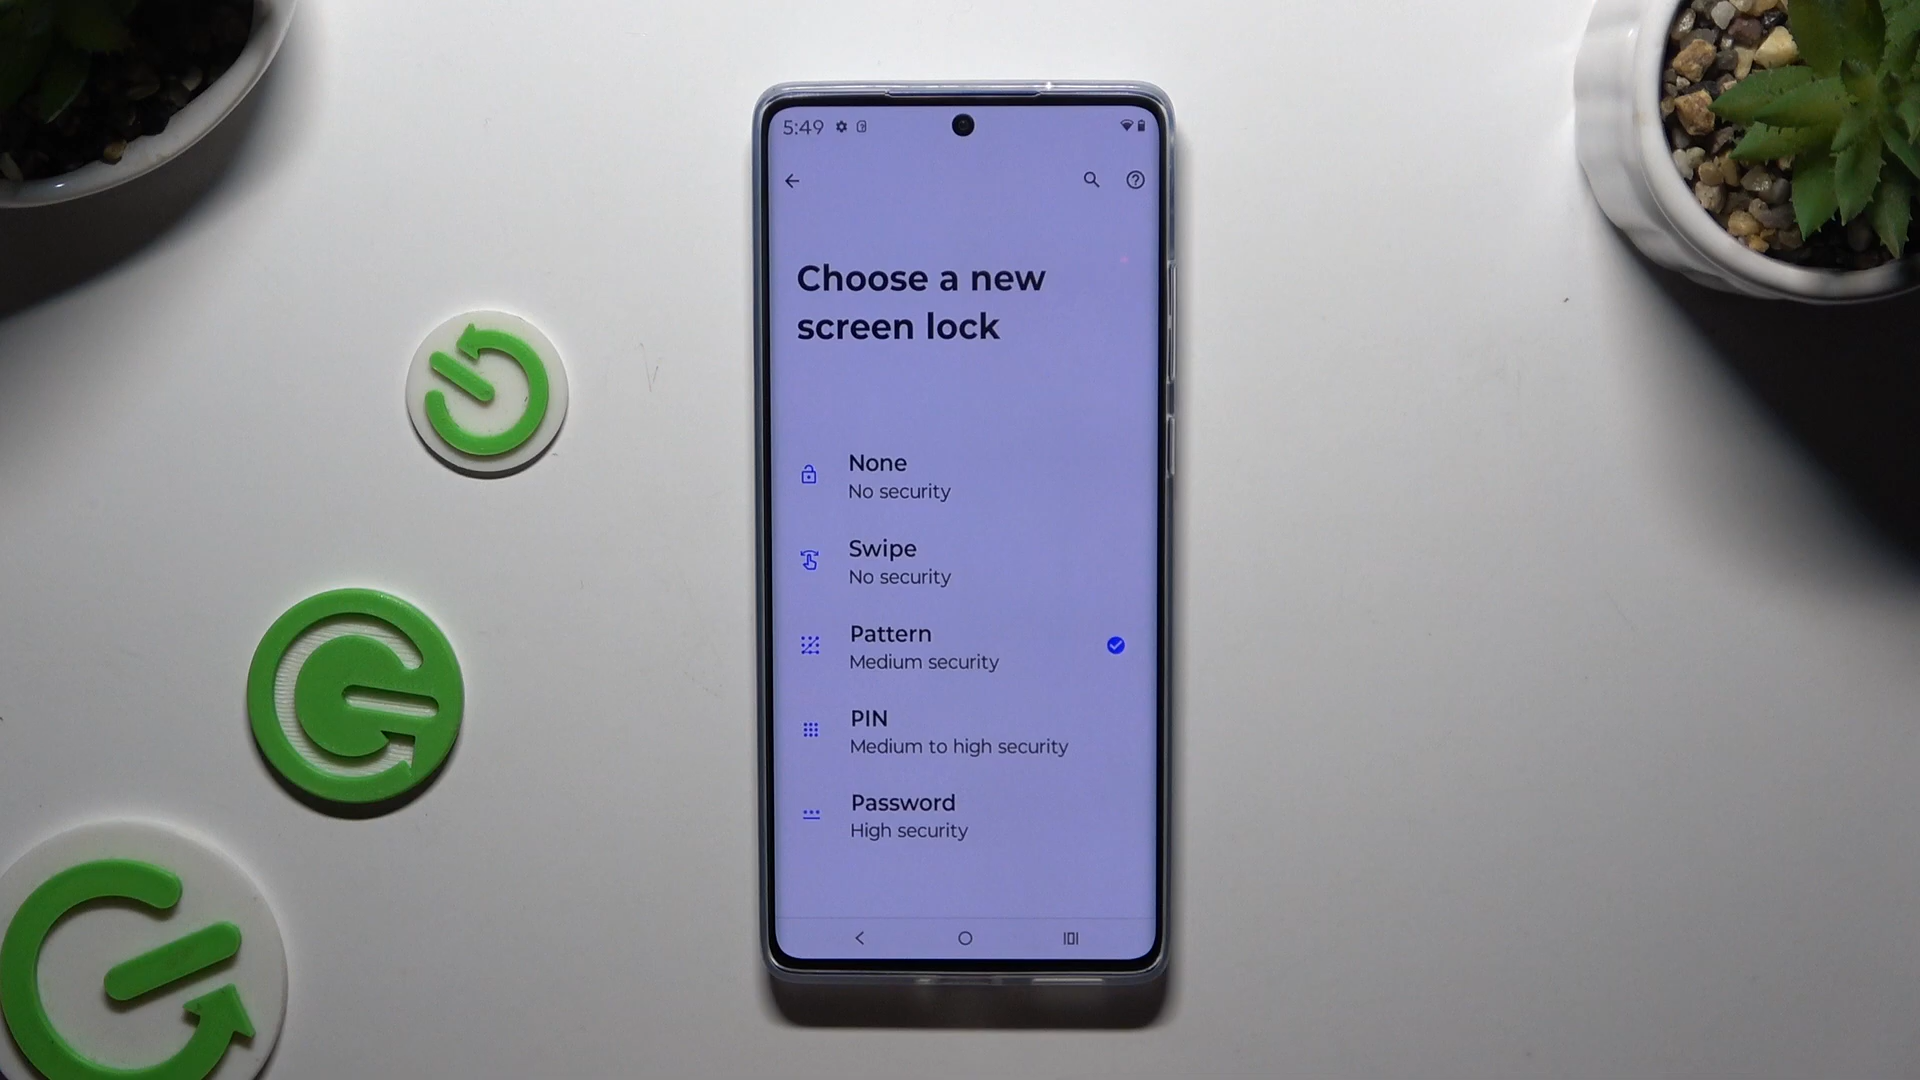 5:49
Choose a new
screen lock
None
No security
Swipe
No security
Pattern
Medium security
PIN
Medium to high security
Password
High security